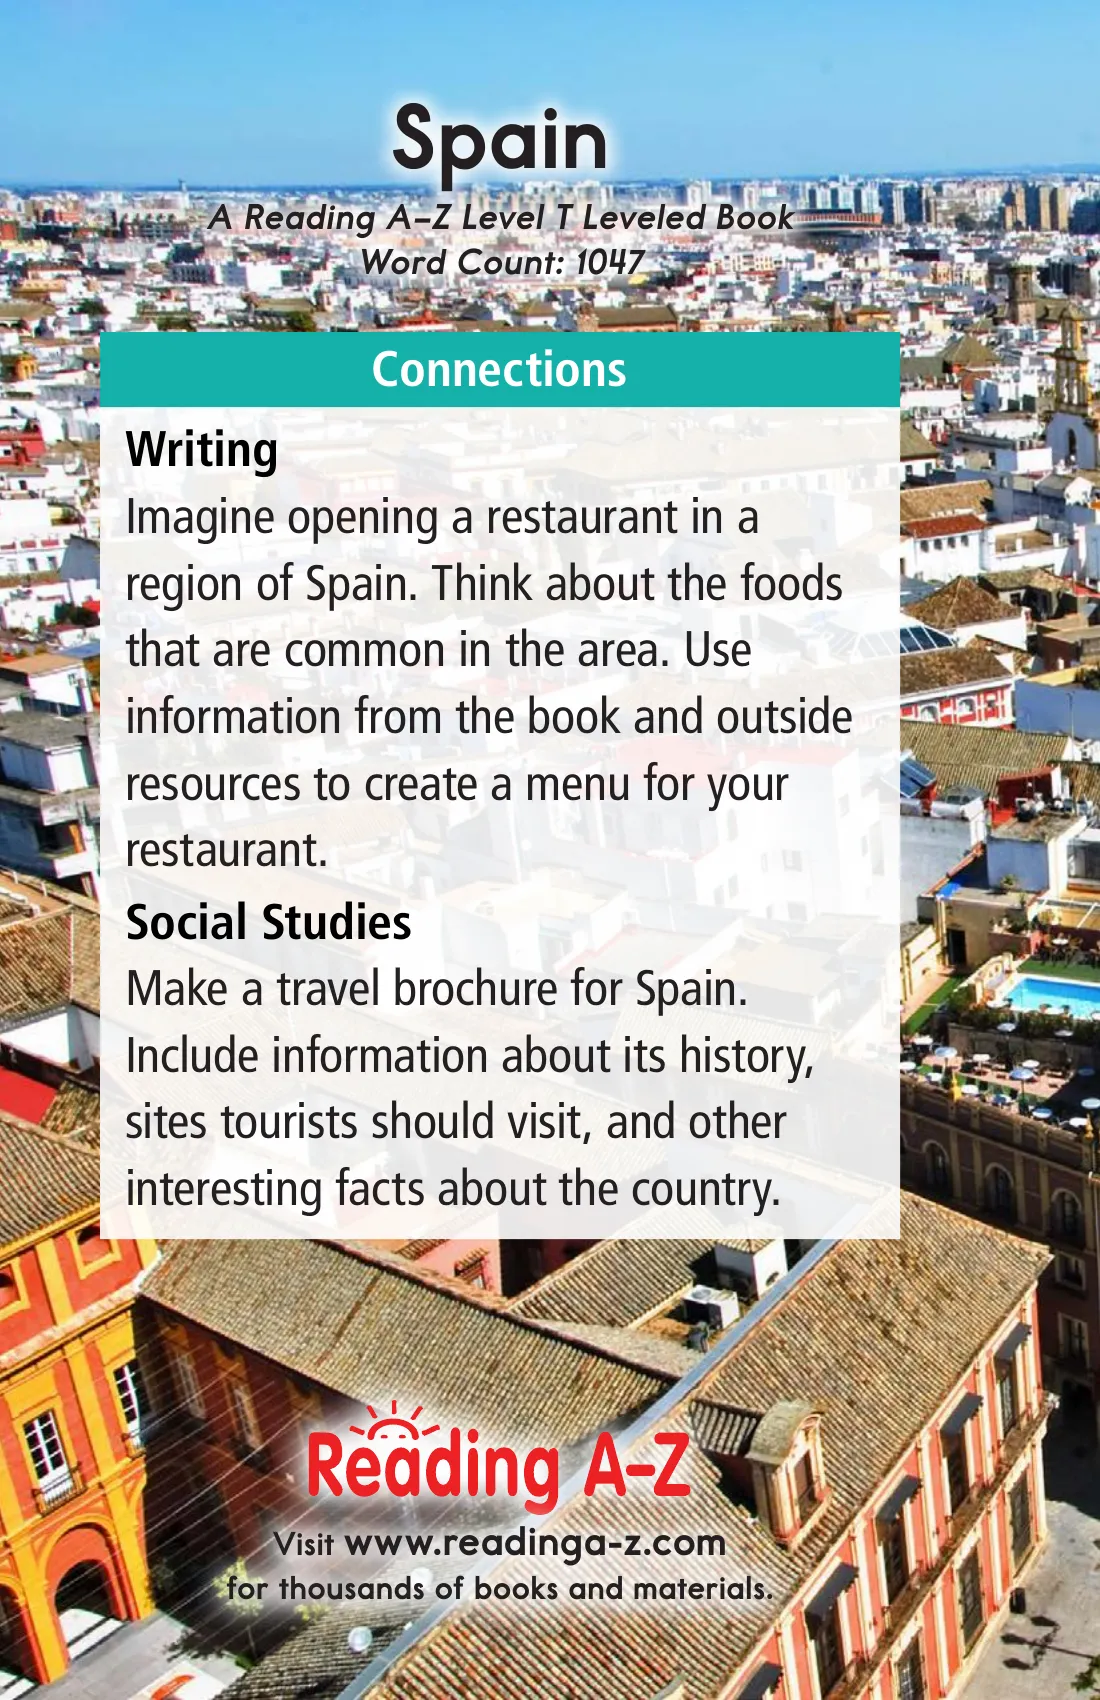 Spain
A Reading A–Z Level T Leveled Book
Word Count: 1047
Connections
Writing
Imagine opening a restaurant in a
region of Spain. Think about the foods
that are common in the area. Use
information from the book and outside
resources to create a menu for your
restaurant.
Social Studies
Make a travel brochure for Spain.
Include information about its history,
sites tourists should visit, and other
interesting facts about the country.
Reading A–Z
Visit www.readinga-z.com
for thousands of books and materials.